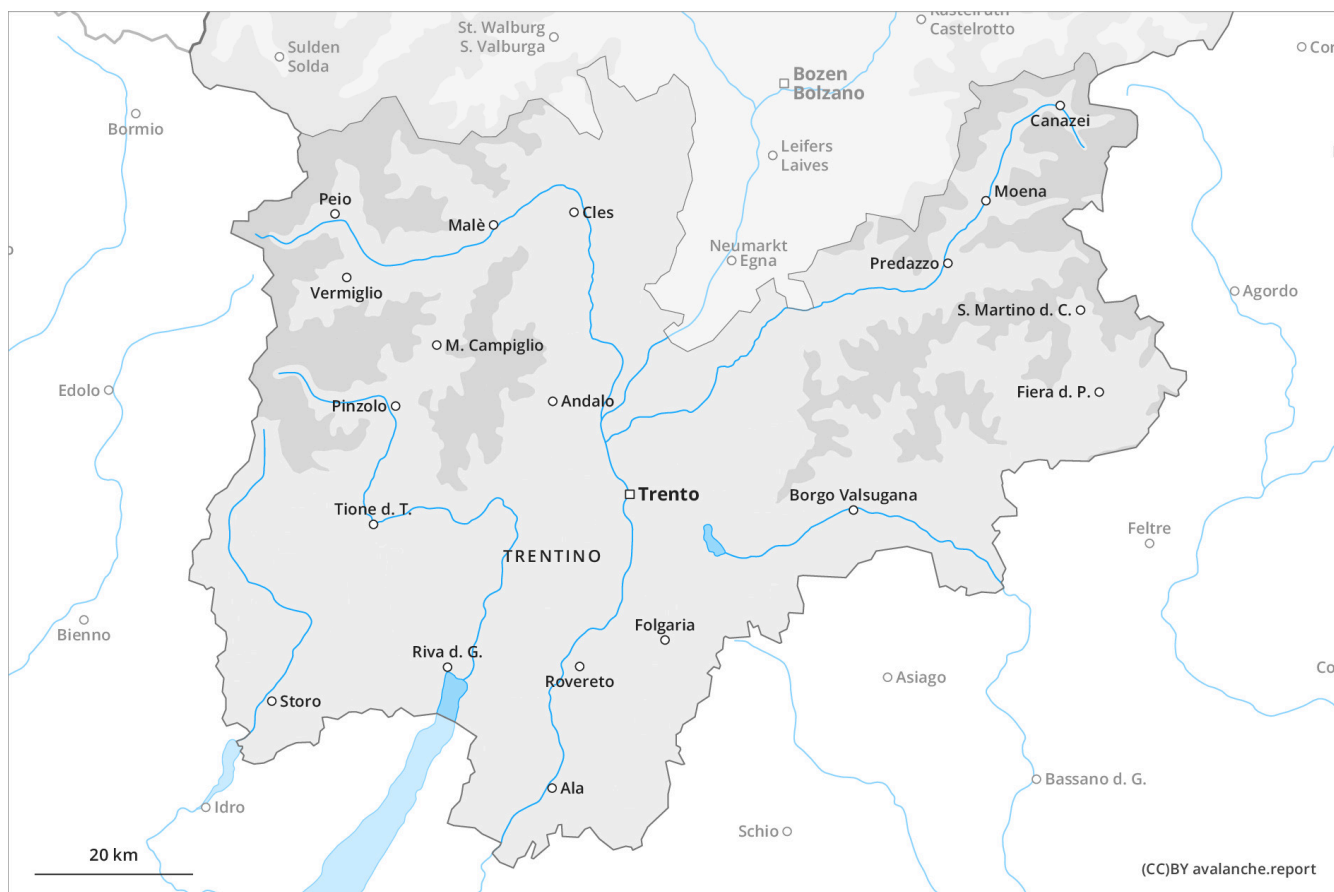 Kastelruth
Castelrotto
St. Walburg
S. Valburga
Sulden
Solda
Bozen
Bolzano
Bormio
Canazei
Leifers
Laives
Moena
Peio
Malè
Cles
Neumarkt
Egna
Predazzo
Vermiglio
Agordo
S. Martino d. C.
M. Campiglio
Edolo
Pinzolo
Andalo
Fiera d. P.
Trento
Borgo Valsugana
Tione d. T.
Feltre
TRENTINO
Bienno
Folgaria
Riva d. G.
Rovereto
Asiago
Storo
Bassano d. G.
Ala
Idro
Schio
20 km
(CC)BY avalanche.report